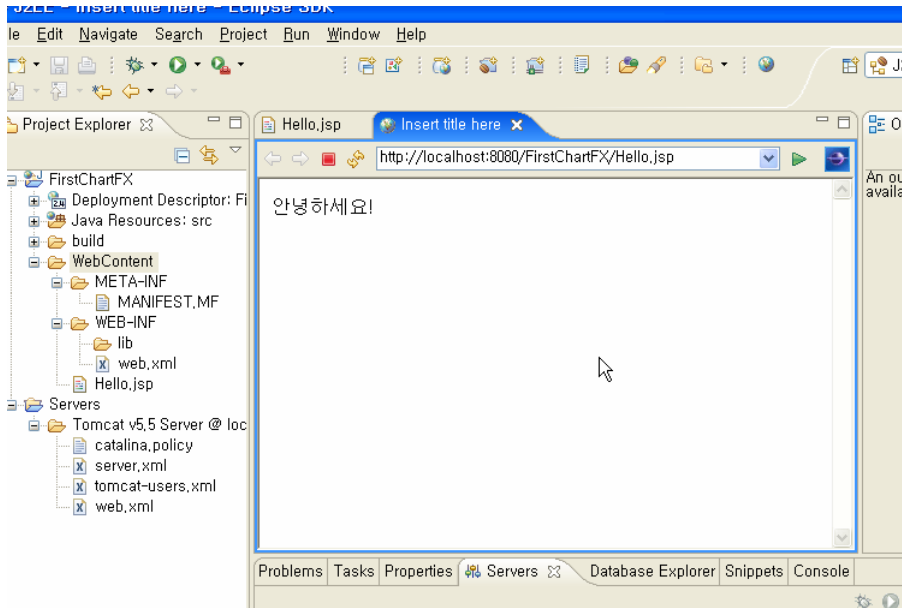 J2EE - Insert title here - Eclipse SDK
le Edit Navigate Search Project Run Window Help
J
Project Explorer
Hello.jsp
Insert title here
O
http://localhost:8080/FirstChartFX/Hello.jsp
An ou
availa
FirstChartFX
Deployment Descriptor: Fi
Java Resources: src
build
WebContent
META-INF
MANIFEST.MF
WEB-INF
lib
web.xml
Hello.jsp
Servers
Tomcat v5.5 Server @ loc
catalina.policy
server.xml
tomcat-users.xml
web.xml
안녕하세요!
Problems Tasks Properties Servers Database Explorer Snippets Console